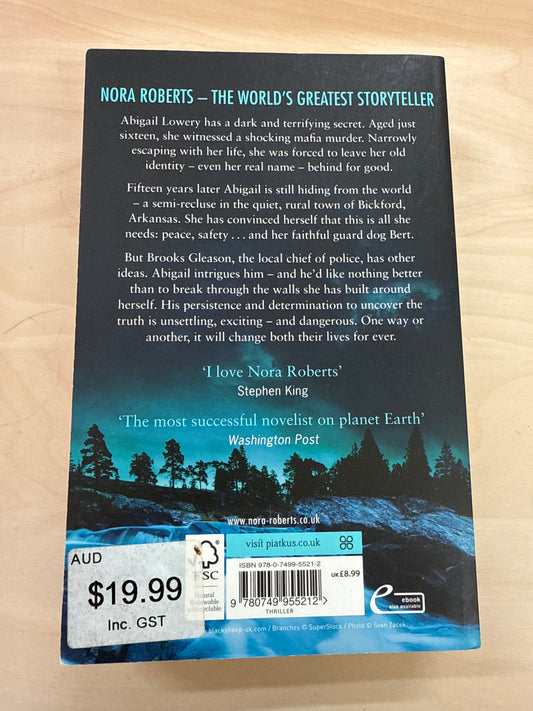 NORA ROBERTS – THE WORLD'S GREATEST STORYTELLER
Abigail Lowery has a dark and terrifying secret. Aged just
sixteen, she witnessed a shocking mafia murder. Narrowly
escaping with her life, she was forced to leave her old
identity – even her real name – behind for good.
Fifteen years later Abigail is still hiding from the world
– a semi-recluse in the quiet, rural town of Bickford,
Arkansas. She has convinced herself that this is all she
needs: peace, safety . . . and her faithful guard dog Bert.
But Brooks Gleason, the local chief of police, has other
ideas. Abigail intrigues him – and he'd like nothing better
than to break through the walls she has built around
herself. His persistence and determination to uncover the
truth is unsettling, exciting – and dangerous. One way or
another, it will change both their lives for ever.
'I love Nora Roberts'
Stephen King
'The most successful novelist on planet Earth'
Washington Post
www.nora-roberts.co.uk
visit piatkus.co.uk
AUD
$19.99
Inc. GST
FSC
Natural
ISBN 978-0-7499-5521-2
9 780749 955212 >
THRILLER
UK £8.99
e
ebook
also available
www.blacksheep-uk.com / Branches © SuperStock / Photo © Sven Zacek